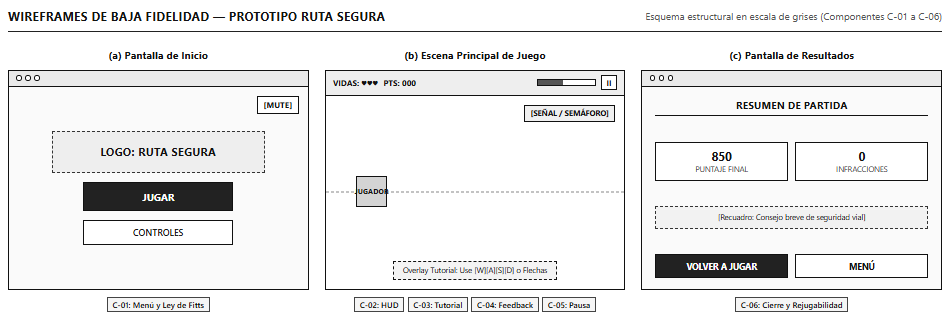 WIREFRAMES DE BAJA FIDELIDAD — PROTOTIPO RUTA SEGURA
Esquema estructural en escala de grises (Componentes C-01 a C-06)
(a) Pantalla de Inicio
[MUTE]
LOGO: RUTA SEGURA
JUGAR
CONTROLES
C-01: Menú y Ley de Fitts
(b) Escena Principal de Juego
VIDAS: ♥♥♥ PTS: 000
II
[SEÑAL / SEMÁFORO]
JUGADOR
Overlay Tutorial: Use [W][A][S][D] o Flechas
C-02: HUD
C-03: Tutorial
C-04: Feedback
C-05: Pausa
(c) Pantalla de Resultados
RESUMEN DE PARTIDA
850
PUNTAJE FINAL
0
INFRACCIONES
[Recuadro: Consejo breve de seguridad vial]
VOLVER A JUGAR
MENÚ
C-06: Cierre y Rejugabilidad